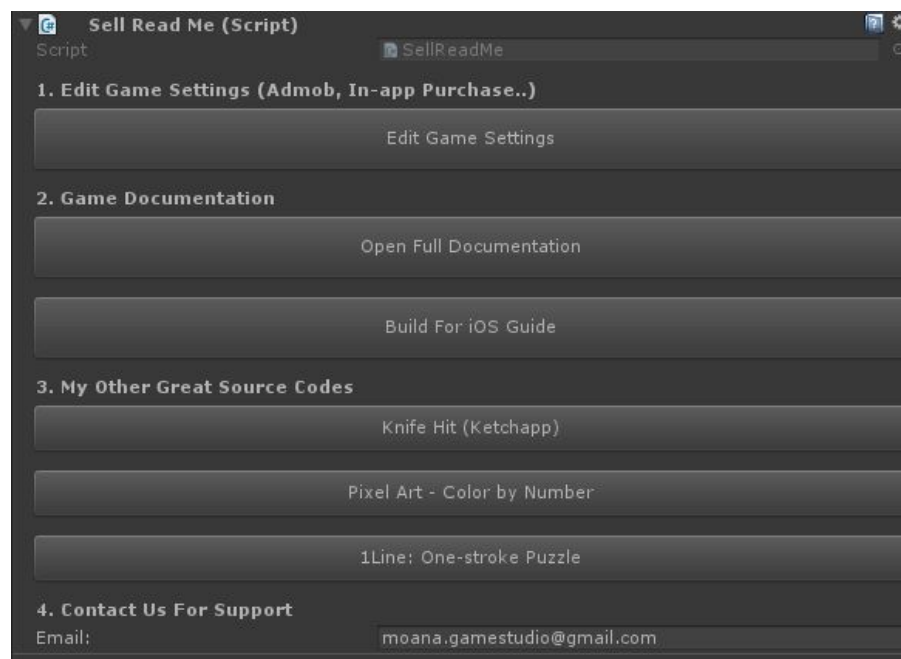 Sell Read Me (Script)
Script SellReadMe
1. Edit Game Settings (Admob, In-app Purchase..)
Edit Game Settings
2. Game Documentation
Open Full Documentation
Build For iOS Guide
3. My Other Great Source Codes
Knife Hit (Ketchapp)
Pixel Art - Color by Number
1Line: One-stroke Puzzle
4. Contact Us For Support
Email: moana.gamestudio@gmail.com